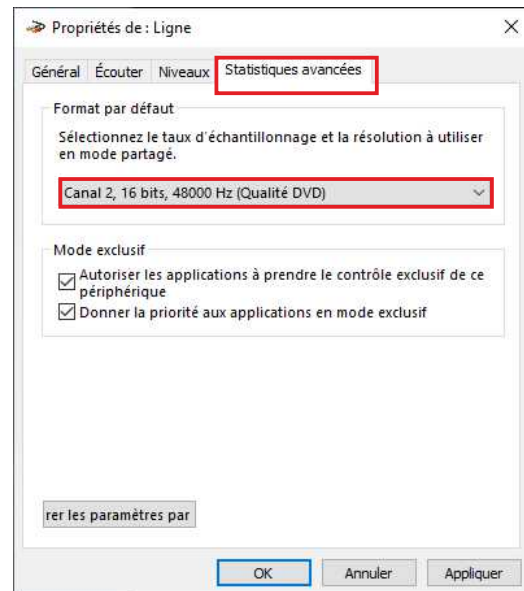 Propriétés de : Ligne
Général Écouter Niveaux Statistiques avancées
Format par défaut
Sélectionnez le taux d'échantillonnage et la résolution à utiliser
en mode partagé.
Canal 2, 16 bits, 48000 Hz (Qualité DVD)
Mode exclusif
Autoriser les applications à prendre le contrôle exclusif de ce
périphérique
Donner la priorité aux applications en mode exclusif
rer les paramètres par
OK Annuler Appliquer